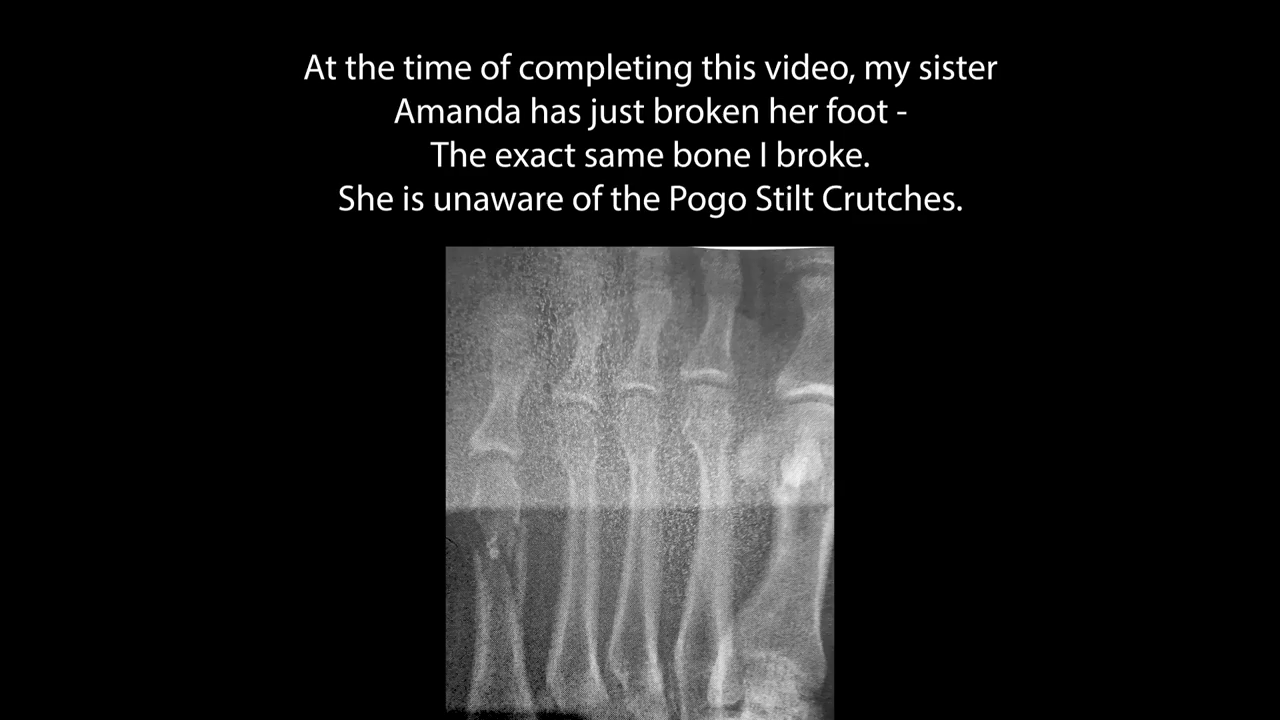 At the time of completing this video, my sister
Amanda has just broken her foot -
The exact same bone I broke.
She is unaware of the Pogo Stilt Crutches.